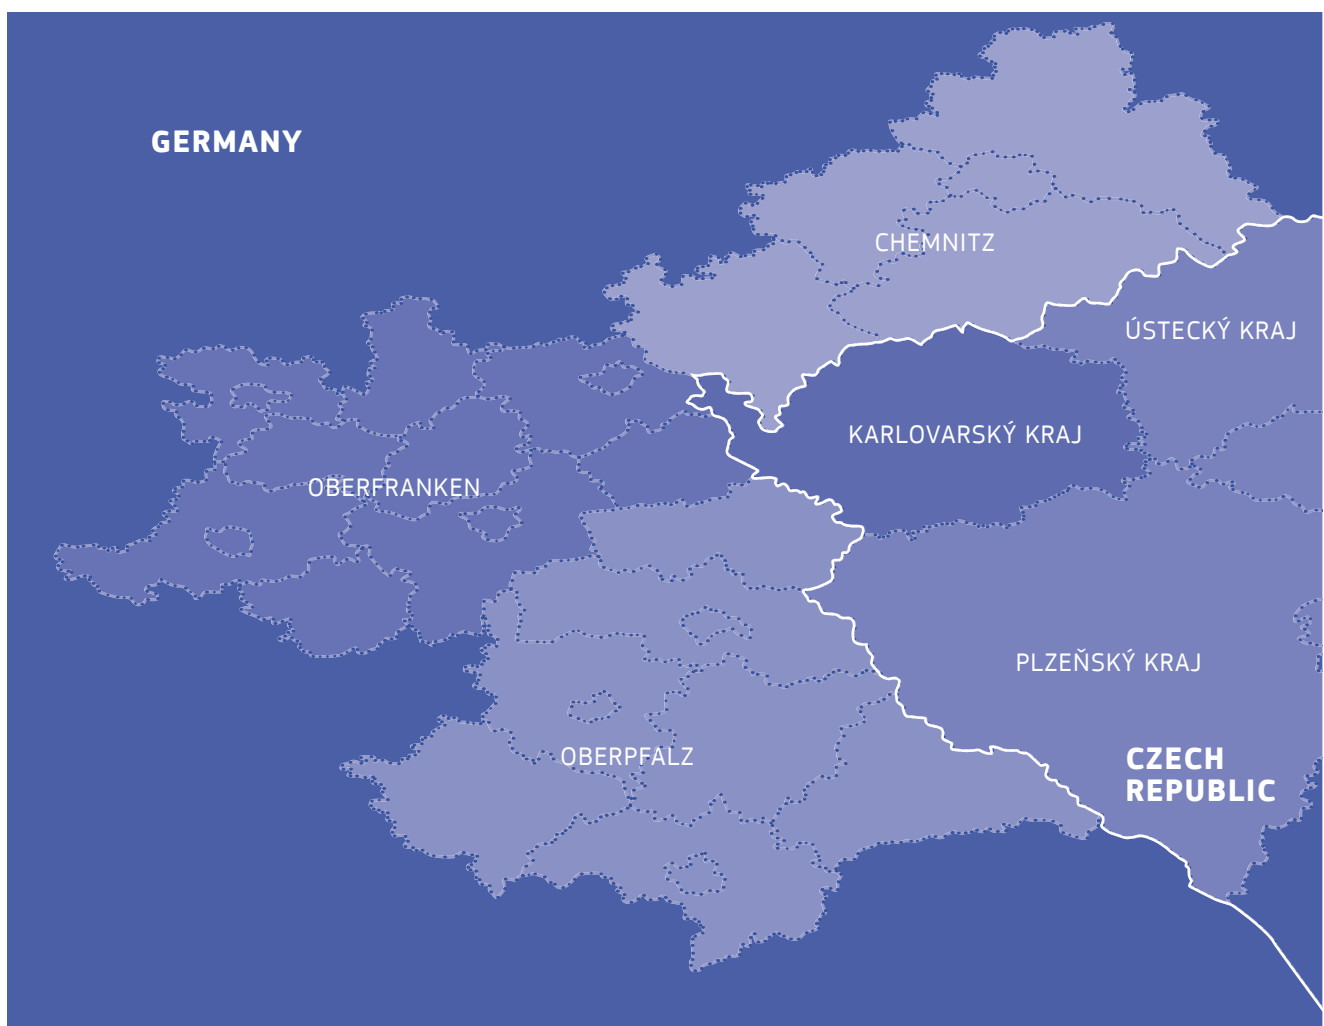 GERMANY
CHEMNITZ
ÚSTECKÝ KRAJ
KARLOVARSKÝ KRAJ
OBERFRANKEN
PLZEŇSKÝ KRAJ
OBERPFALZ
CZECH
REPUBLIC